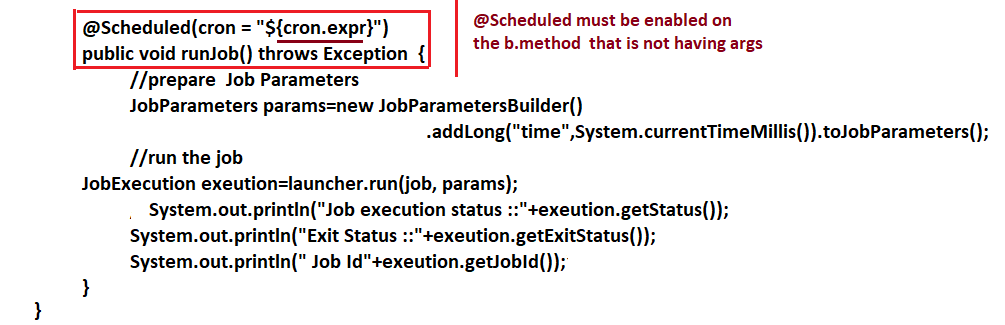 @Scheduled(cron = "${cron.expr}")
public void runJob() throws Exception {
@Scheduled must be enabled on
the b.method that is not having args
//prepare Job Parameters
JobParameters params=new JobParametersBuilder()
.addLong("time",System.currentTimeMillis()).toJobParameters();
//run the job
JobExecution exeution=launcher.run(job, params);
System.out.println("Job execution status ::"+exeution.getStatus());
System.out.println("Exit Status ::"+exeution.getExitStatus());
System.out.println(" Job Id"+exeution.getJobId());
}
}